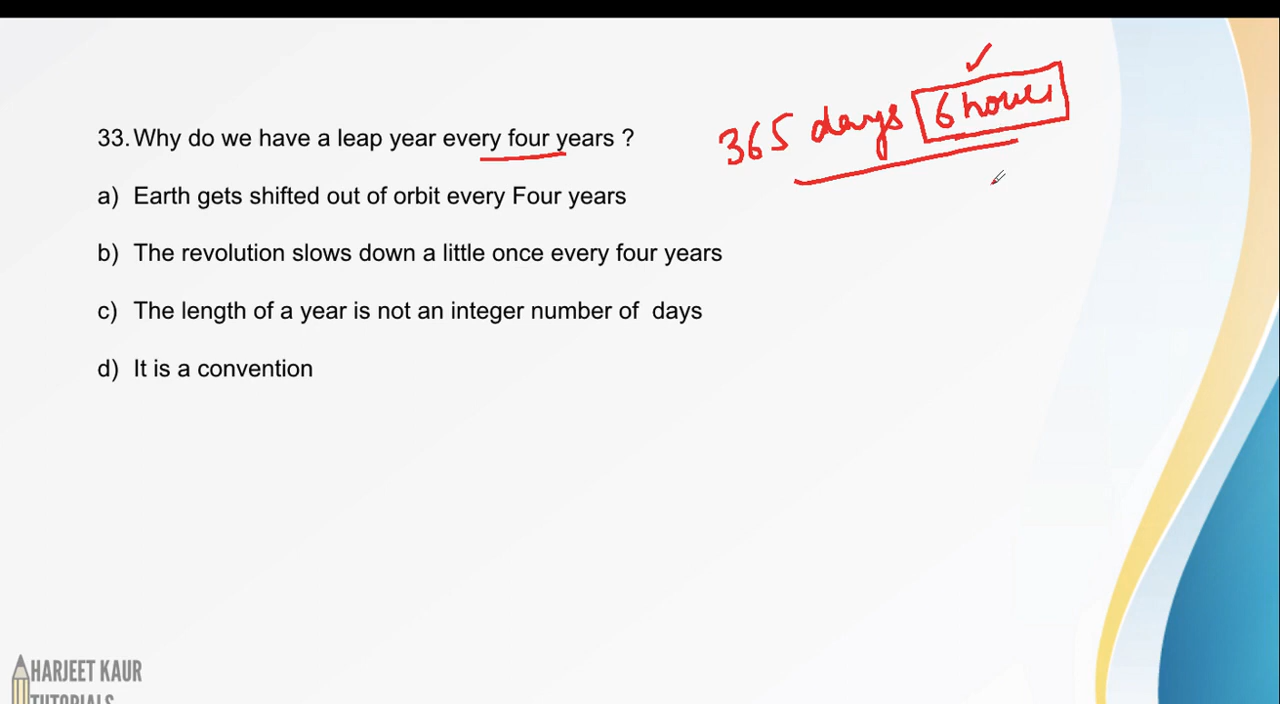 365 days 6 hours
33. Why do we have a leap year every four years ?
a) Earth gets shifted out of orbit every Four years
b) The revolution slows down a little once every four years
c) The length of a year is not an integer number of days
d) It is a convention
HARJEET KAUR
TUTORIALS